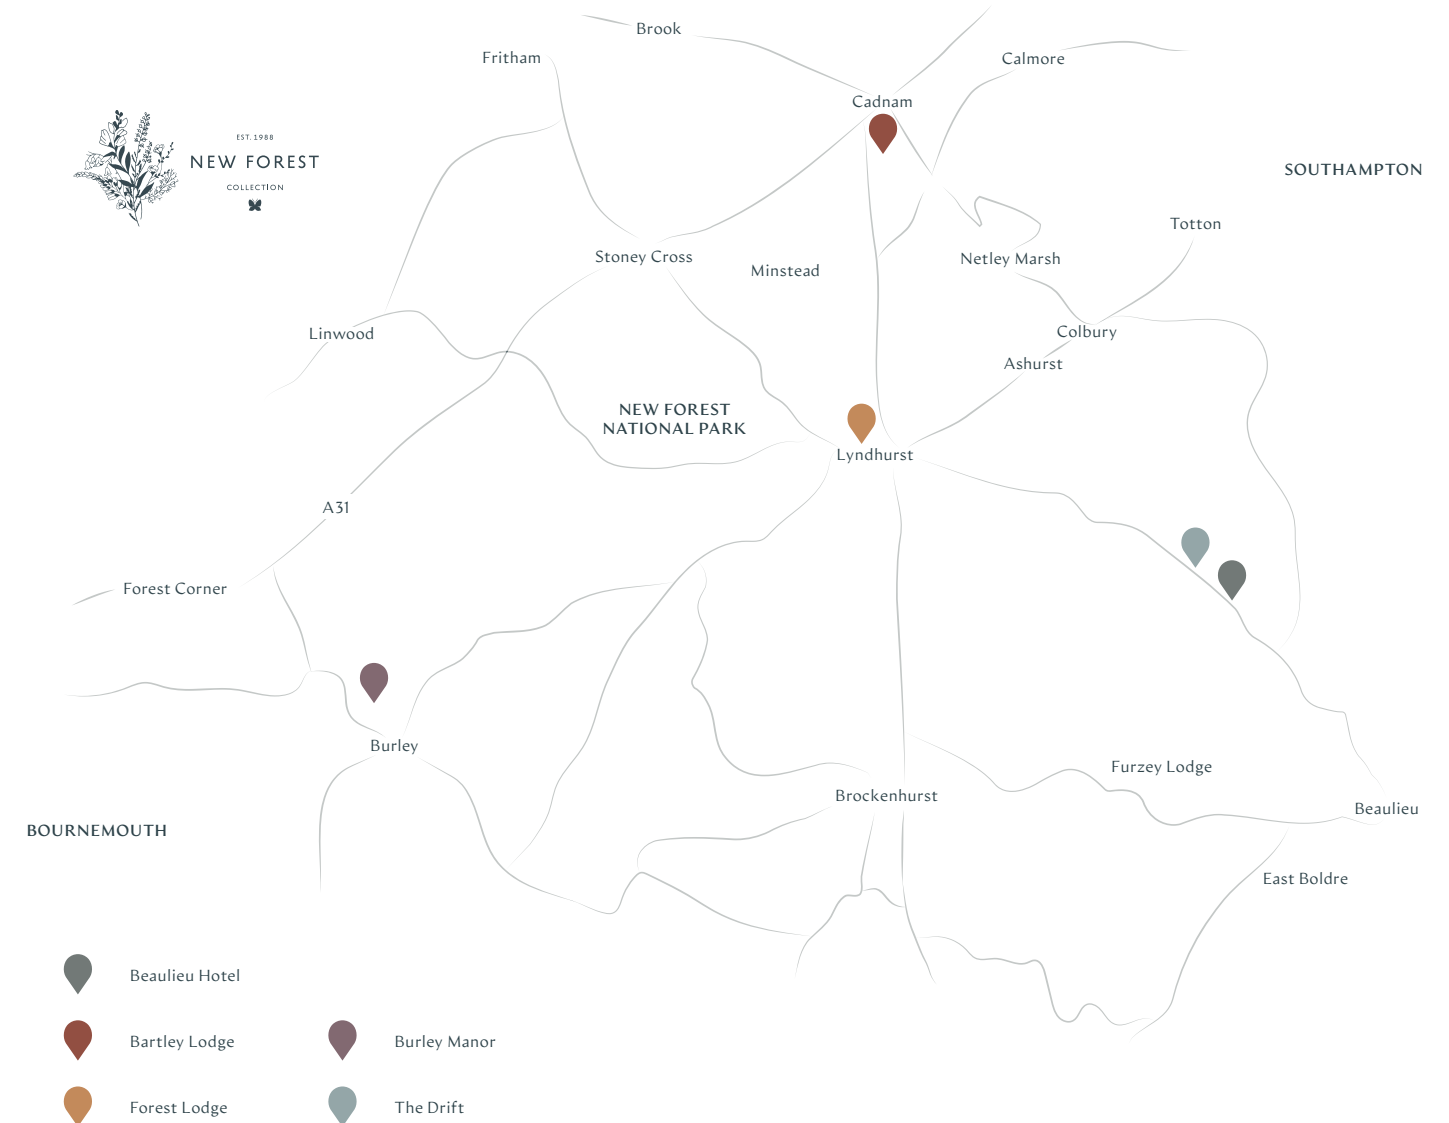 Brook
Fritham
Calmore
Cadnam
EST. 1988
NEW FOREST
COLLECTION
SOUTHAMPTON
Totton
Stoney Cross
Minstead
Netley Marsh
Linwood
Colbury
Ashurst
NEW FOREST
NATIONAL PARK
Lyndhurst
A31
Forest Corner
Burley
Furzey Lodge
Brockenhurst
Beaulieu
BOURNEMOUTH
East Boldre
Beaulieu Hotel
Bartley Lodge
Burley Manor
Forest Lodge
The Drift